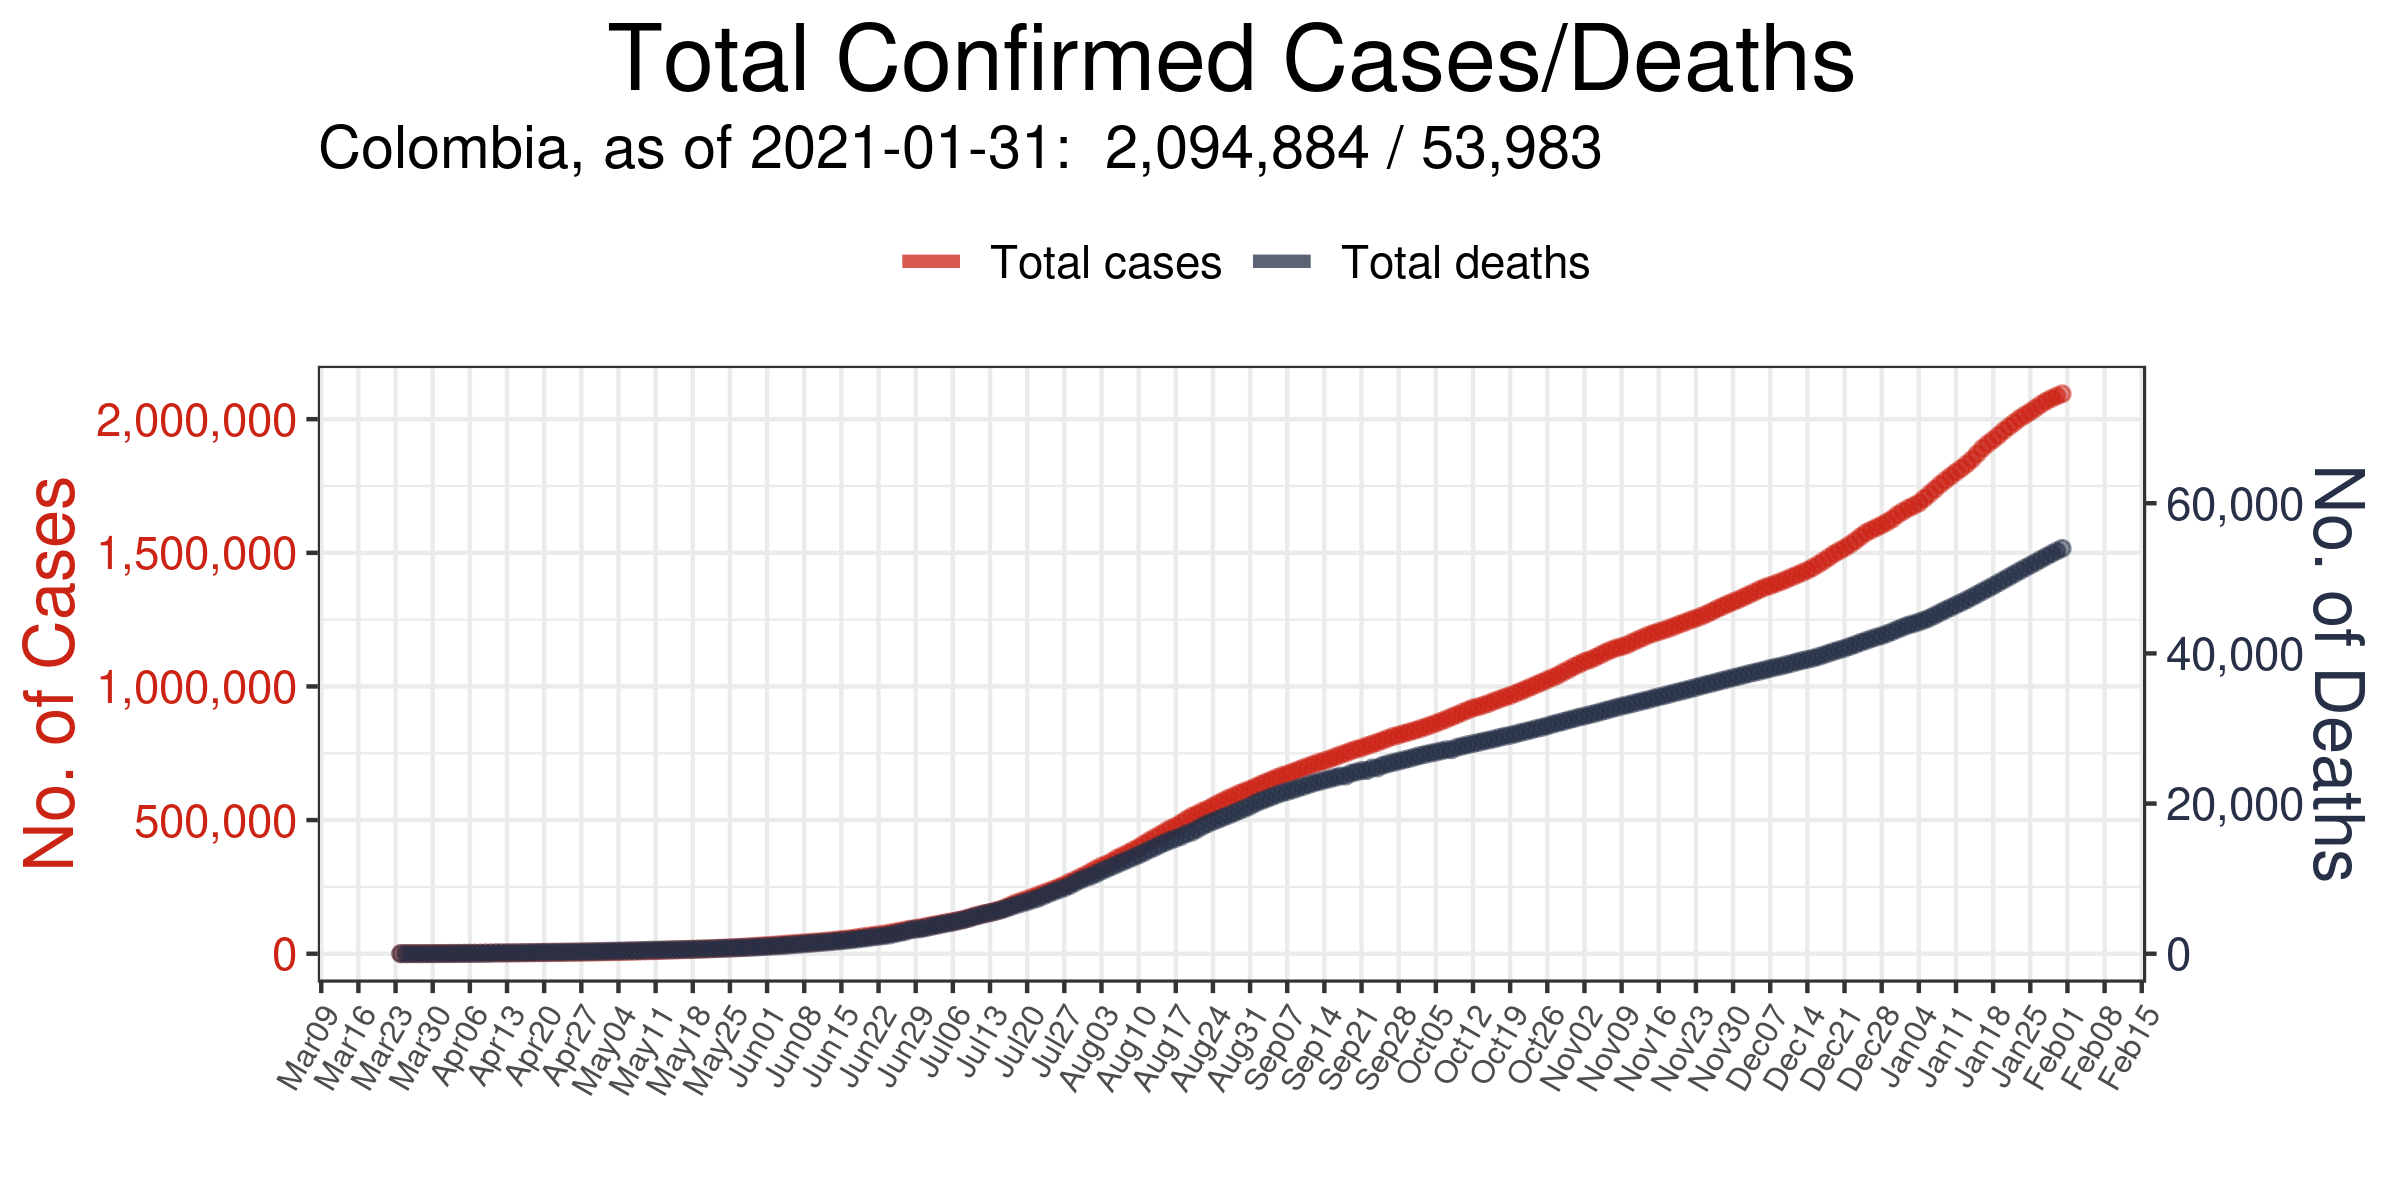 Total Confirmed Cases/Deaths
Colombia, as of 2021-01-31: 2,094,884 / 53,983
Total cases
Total deaths
No. of Cases
2,000,000
1,500,000
1,000,000
500,000
0
60,000
40,000
20,000
0
No. of Deaths
Mar09
Mar16
Mar23
Mar30
Apr06
Apr13
Apr20
Apr27
May04
May11
May18
May25
Jun01
Jun08
Jun15
Jun22
Jun29
Jul06
Jul13
Jul20
Jul27
Aug03
Aug10
Aug17
Aug24
Aug31
Sep07
Sep14
Sep21
Sep28
Oct05
Oct12
Oct19
Oct26
Nov02
Nov09
Nov16
Nov23
Nov30
Dec07
Dec14
Dec21
Dec28
Jan04
Jan11
Jan18
Jan25
Feb01
Feb08
Feb15